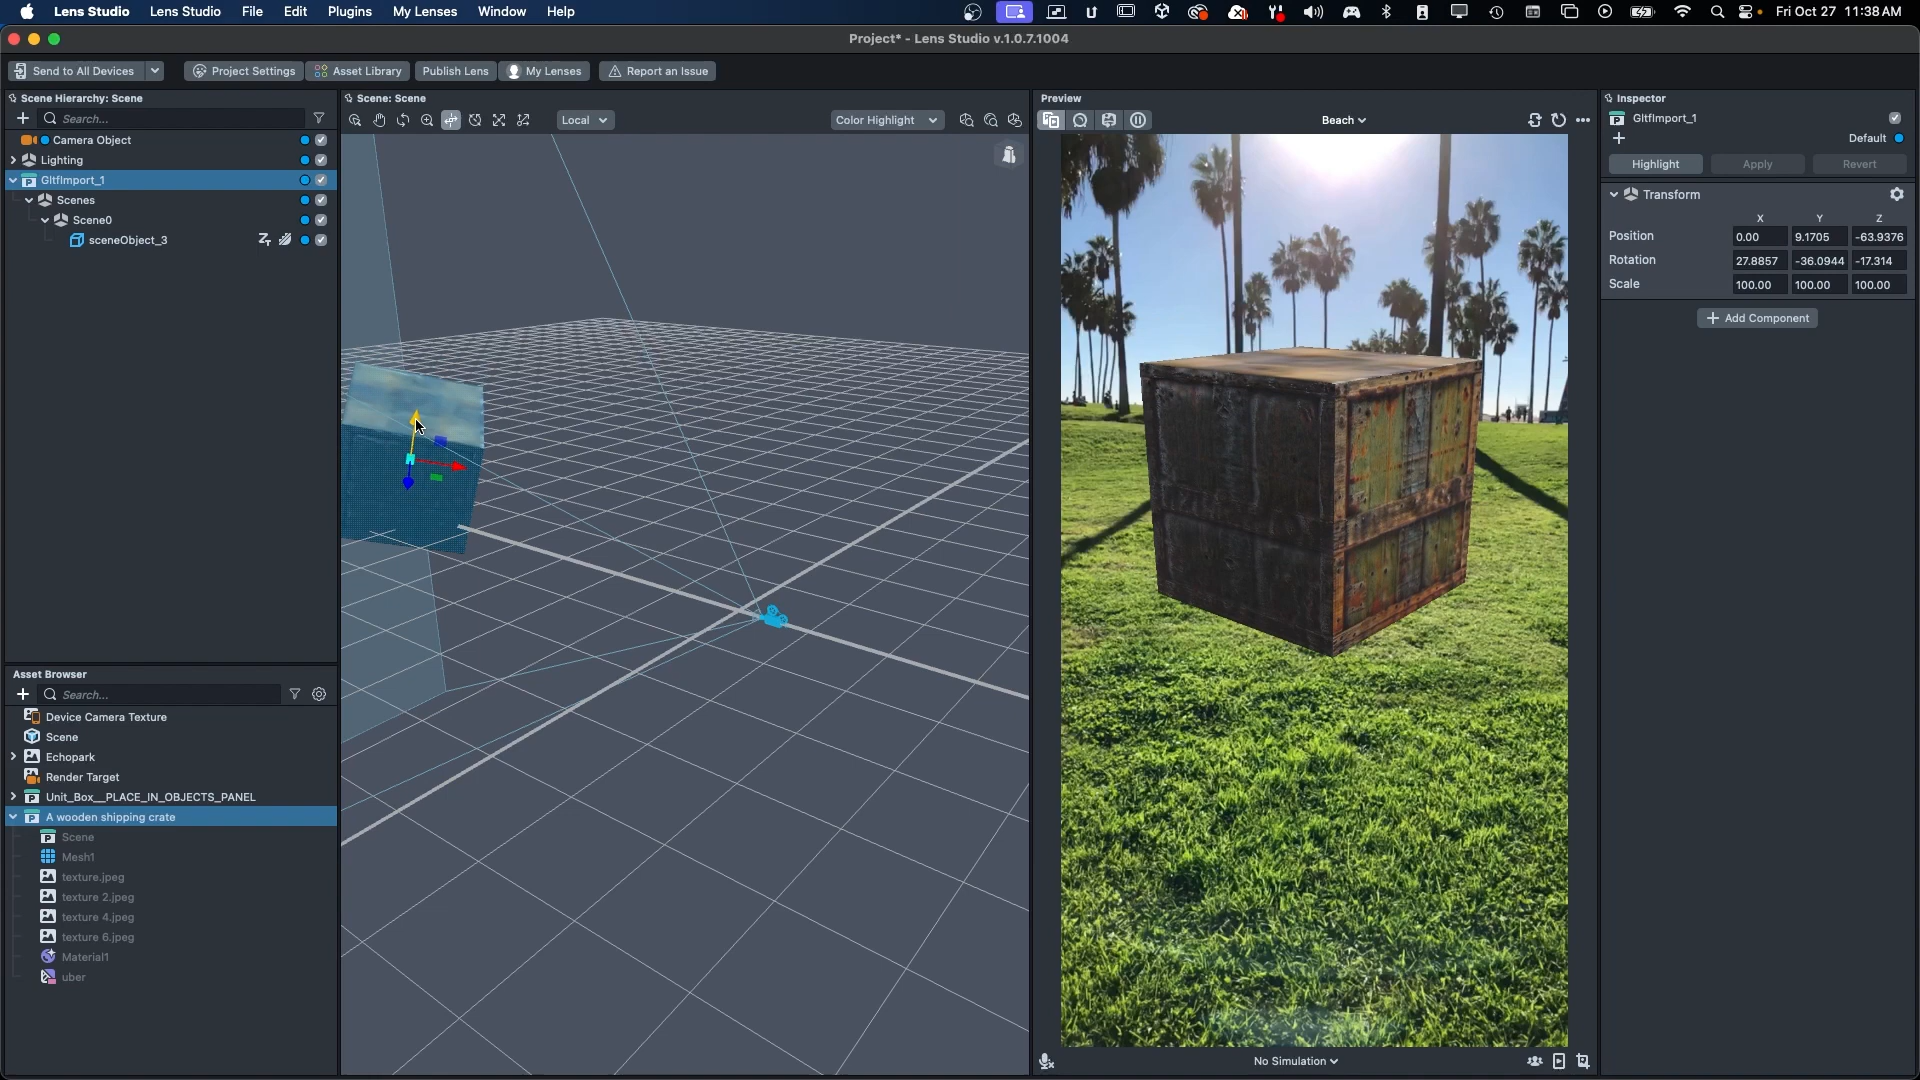 Lens Studio Lens Studio File Edit Plugins My Lenses Window Help Fri Oct 27 11:38 AM
Project* - Lens Studio v.1.0.7.1004
Send to All Devices Project Settings Asset Library Publish Lens My Lenses Report an Issue
Scene Hierarchy: Scene
Search...
Camera Object
Lighting
GltfImport_1
Scenes
Scene0
sceneObject_3
Asset Browser
Search...
Device Camera Texture
Scene
Echopark
Render Target
Unit_Box__PLACE_IN_OBJECTS_PANEL
A wooden shipping crate
Scene
Mesh1
texture.jpeg
texture 2.jpeg
texture 4.jpeg
texture 6.jpeg
Material1
uber
Scene: Scene
Local Color Highlight
Preview
Beach
No Simulation
Inspector
GltfImport_1
Default
Highlight Apply Revert
Transform
X Y Z
Position 0.00 9.1705 -63.9376
Rotation 27.8857 -36.0944 -17.314
Scale 100.00 100.00 100.00
Add Component